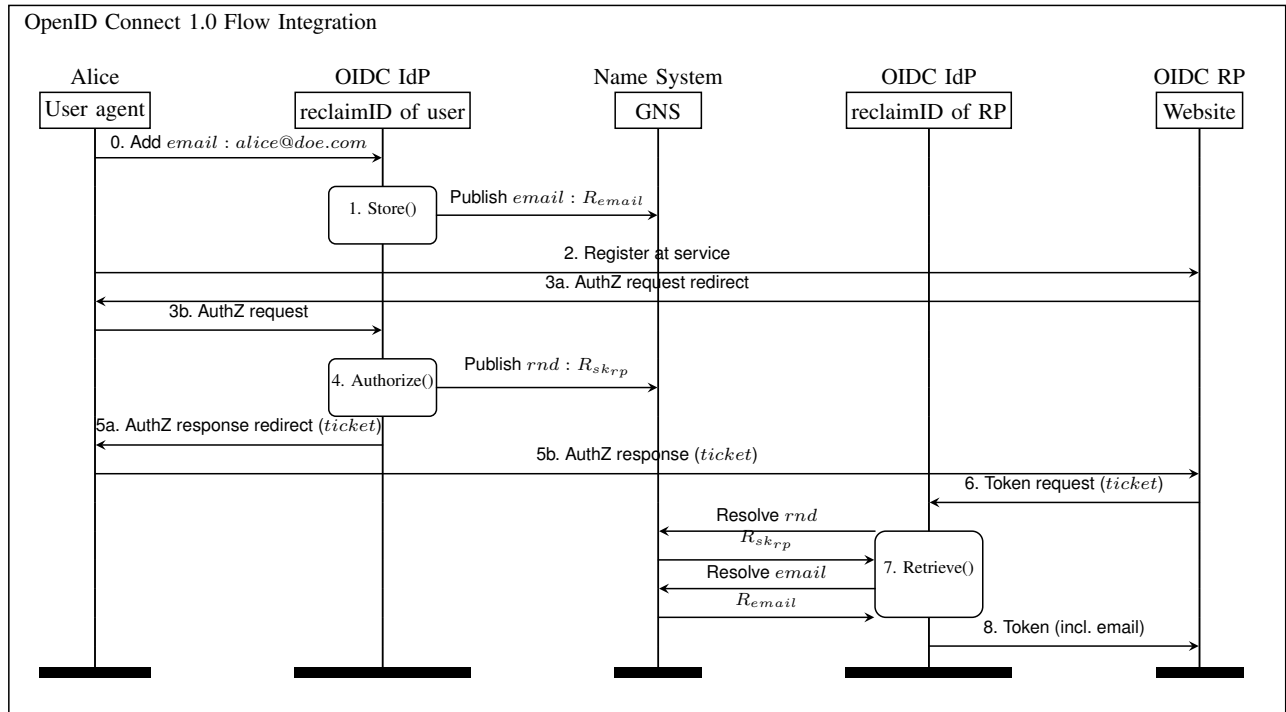 OpenID Connect 1.0 Flow Integration
Alice OIDC IdP Name System OIDC IdP OIDC RP
User agent reclaimID of user GNS reclaimID of RP Website
0. Add email : alice@doe.com
1. Store()
Publish email : R_email
2. Register at service
3a. AuthZ request redirect
3b. AuthZ request
4. Authorize()
Publish rnd : R_sk_rp
5a. AuthZ response redirect (ticket)
5b. AuthZ response (ticket)
6. Token request (ticket)
Resolve rnd
R_sk_rp
7. Retrieve()
Resolve email
R_email
8. Token (incl. email)